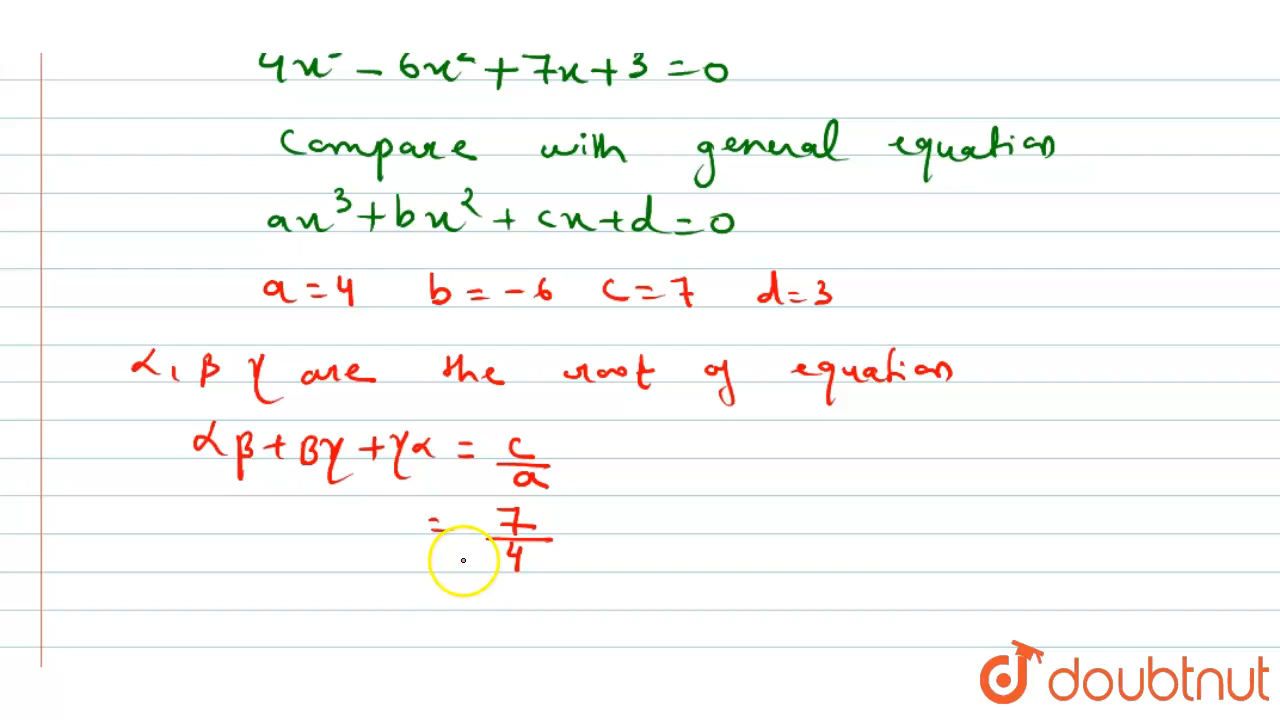 4x³ - 6x² + 7x + 3 = 0
Compare with general equation
ax³ + bx² + cx + d = 0
a = 4 b = -6 c = 7 d = 3
α, β γ are the root of equation
αβ + βγ + γα = c/a
= 7/4
doubtnut